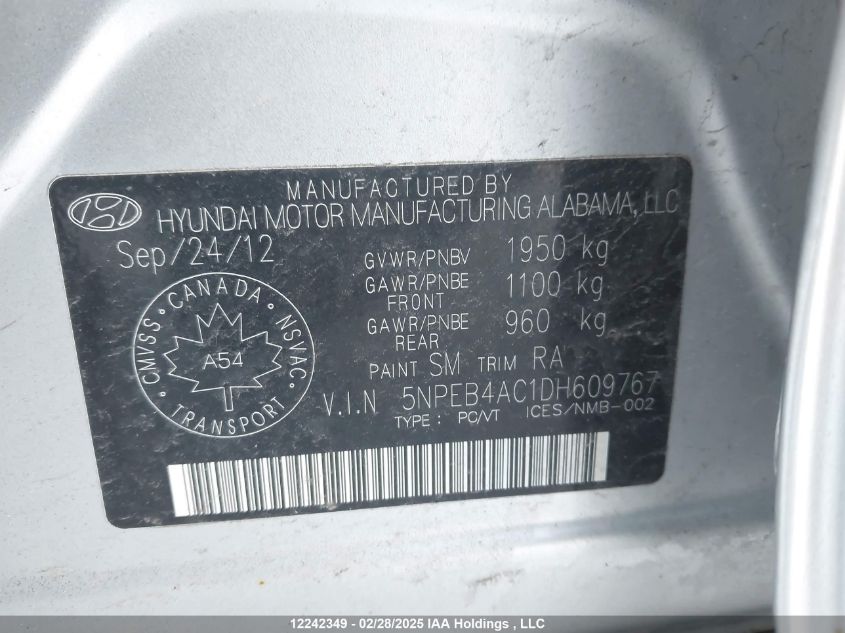 MANUFACTURED BY
HYUNDAI MOTOR MANUFACTURING ALABAMA, LLC
Sep/24/12
GVWR/PNBV 1950 kg
GAWR/PNBE FRONT 1100 kg
GAWR/PNBE REAR 960 kg
PAINT SM TRIM RA
V.I.N 5NPEB4AC1DH609767
TYPE : PC/VT ICES/NMB-002
CANADA
CMVSS • NSVAC
A54
TRANSPORT
12242349 - 02/28/2025 IAA Holdings , LLC